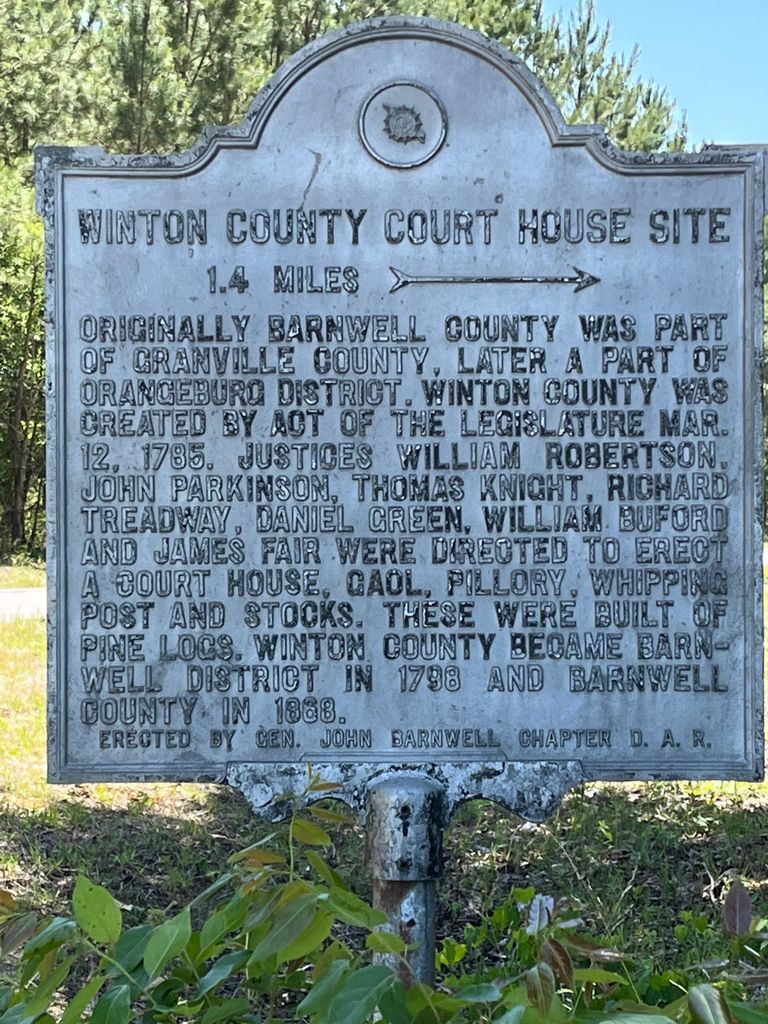 WINTON COUNTY COURT HOUSE SITE
1.4 MILES
ORIGINALLY BARNWELL COUNTY WAS PART
OF GRANVILLE COUNTY, LATER A PART OF
ORANGEBURG DISTRICT. WINTON COUNTY WAS
CREATED BY ACT OF THE LEGISLATURE MAR.
12, 1785. JUSTICES WILLIAM ROBERTSON,
JOHN PARKINSON, THOMAS KNIGHT, RICHARD
TREADWAY, DANIEL GREEN, WILLIAM BUFORD
AND JAMES FAIR WERE DIRECTED TO ERECT
A COURT HOUSE, GAOL, PILLORY, WHIPPING
POST AND STOCKS. THESE WERE BUILT OF
PINE LOGS. WINTON COUNTY BECAME BARN-
WELL DISTRICT IN 1798 AND BARNWELL
COUNTY IN 1868.
ERECTED BY GEN. JOHN BARNWELL CHAPTER D. A. R.